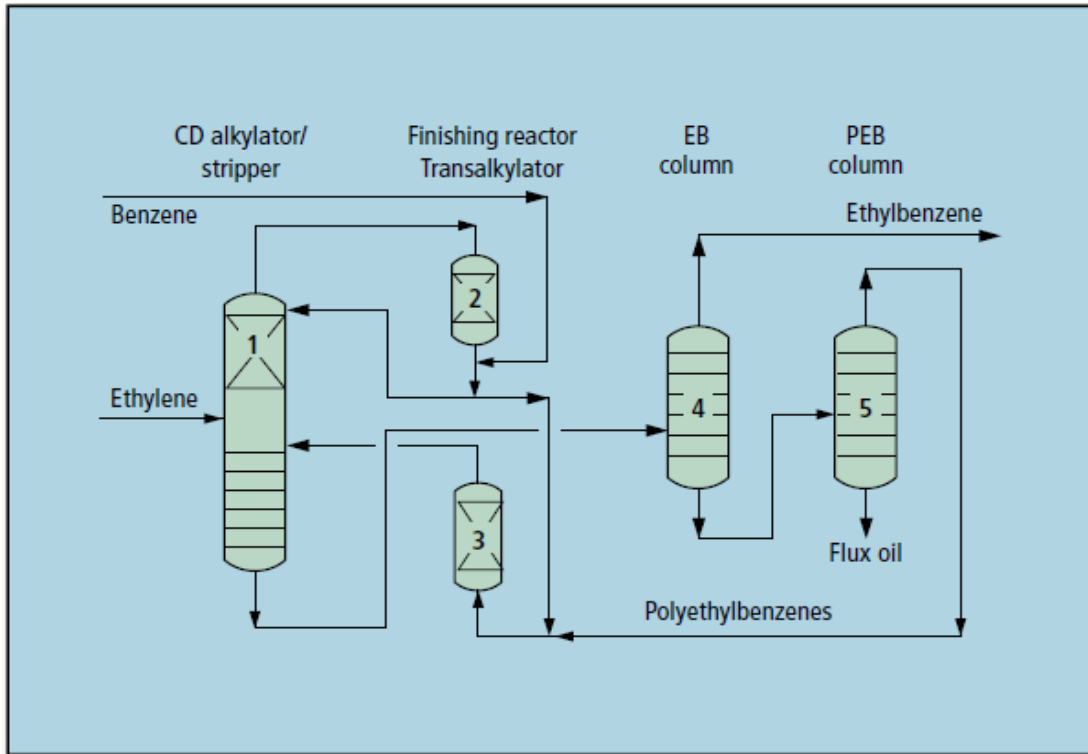 CD alkylator/
stripper
Finishing reactor
Transalkylator
EB
column
PEB
column
Benzene
Ethylbenzene
2
1
Ethylene
4
5
3
Flux oil
Polyethylbenzenes